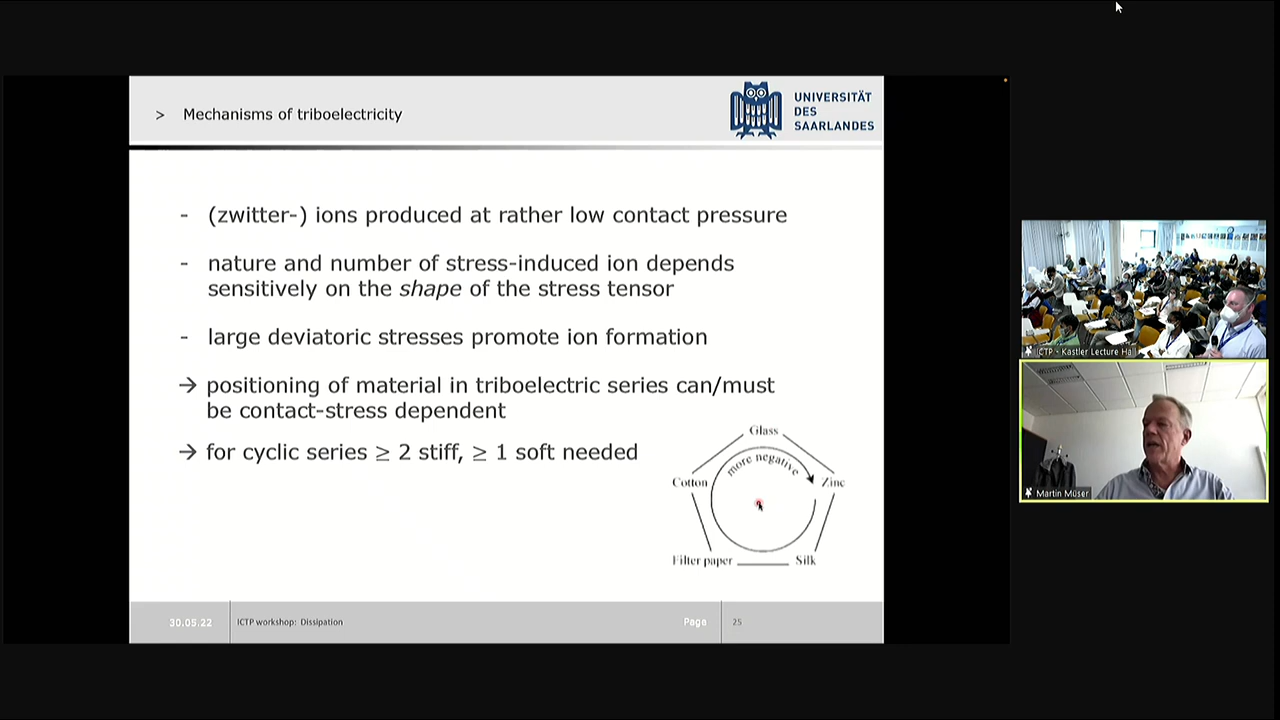 > Mechanisms of triboelectricity
UNIVERSITÄT
DES
SAARLANDES
- (zwitter-) ions produced at rather low contact pressure
- nature and number of stress-induced ion depends
sensitively on the shape of the stress tensor
- large deviatoric stresses promote ion formation
→ positioning of material in triboelectric series can/must
be contact-stress dependent
→ for cyclic series ≥ 2 stiff, ≥ 1 soft needed
Glass
more negative
Cotton
Zinc
Filter paper
Silk
30.05.22
ICTP workshop: Dissipation
Page
25
ICTP - Kastler Lecture Hall
Martin Müser